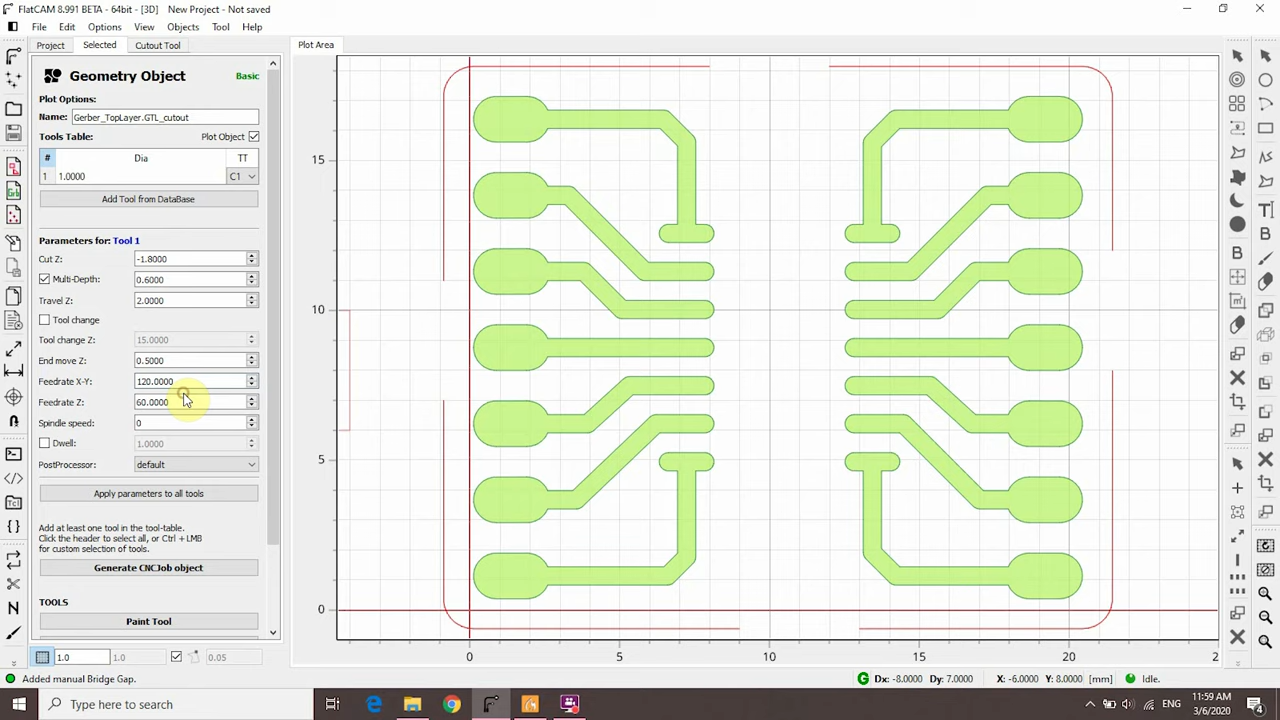 FlatCAM 8.991 BETA - 64bit - [3D] New Project - Not saved
File Edit Options View Objects Tool Help
Project Selected Cutout Tool
Plot Area
Geometry Object Basic
Plot Options:
Name: Gerber_TopLayer.GTL_cutout
Tools Table: Plot Object
# Dia TT
1 1.0000 C1
Add Tool from DataBase
Parameters for: Tool 1
Cut Z: -1.8000
Multi-Depth: 0.6000
Travel Z: 2.0000
Tool change
Tool change Z: 15.0000
End move Z: 0.5000
Feedrate X-Y: 120.0000
Feedrate Z: 60.0000
Spindle speed: 0
Dwell: 1.0000
PostProcessor: default
Apply parameters to all tools
Add at least one tool in the tool-table.
Click the header to select all, or Ctrl + LMB
for custom selection of tools.
Generate CNCJob object
TOOLS
Paint Tool
15
10
5
0
0 5 10 15 20 2
1.0 1.0 0.05
Added manual Bridge Gap.
G Dx: -8.0000 Dy: 7.0000 X: -6.0000 Y: 8.0000 [mm] Idle.
Type here to search
ENG
11:59 AM
3/6/2020